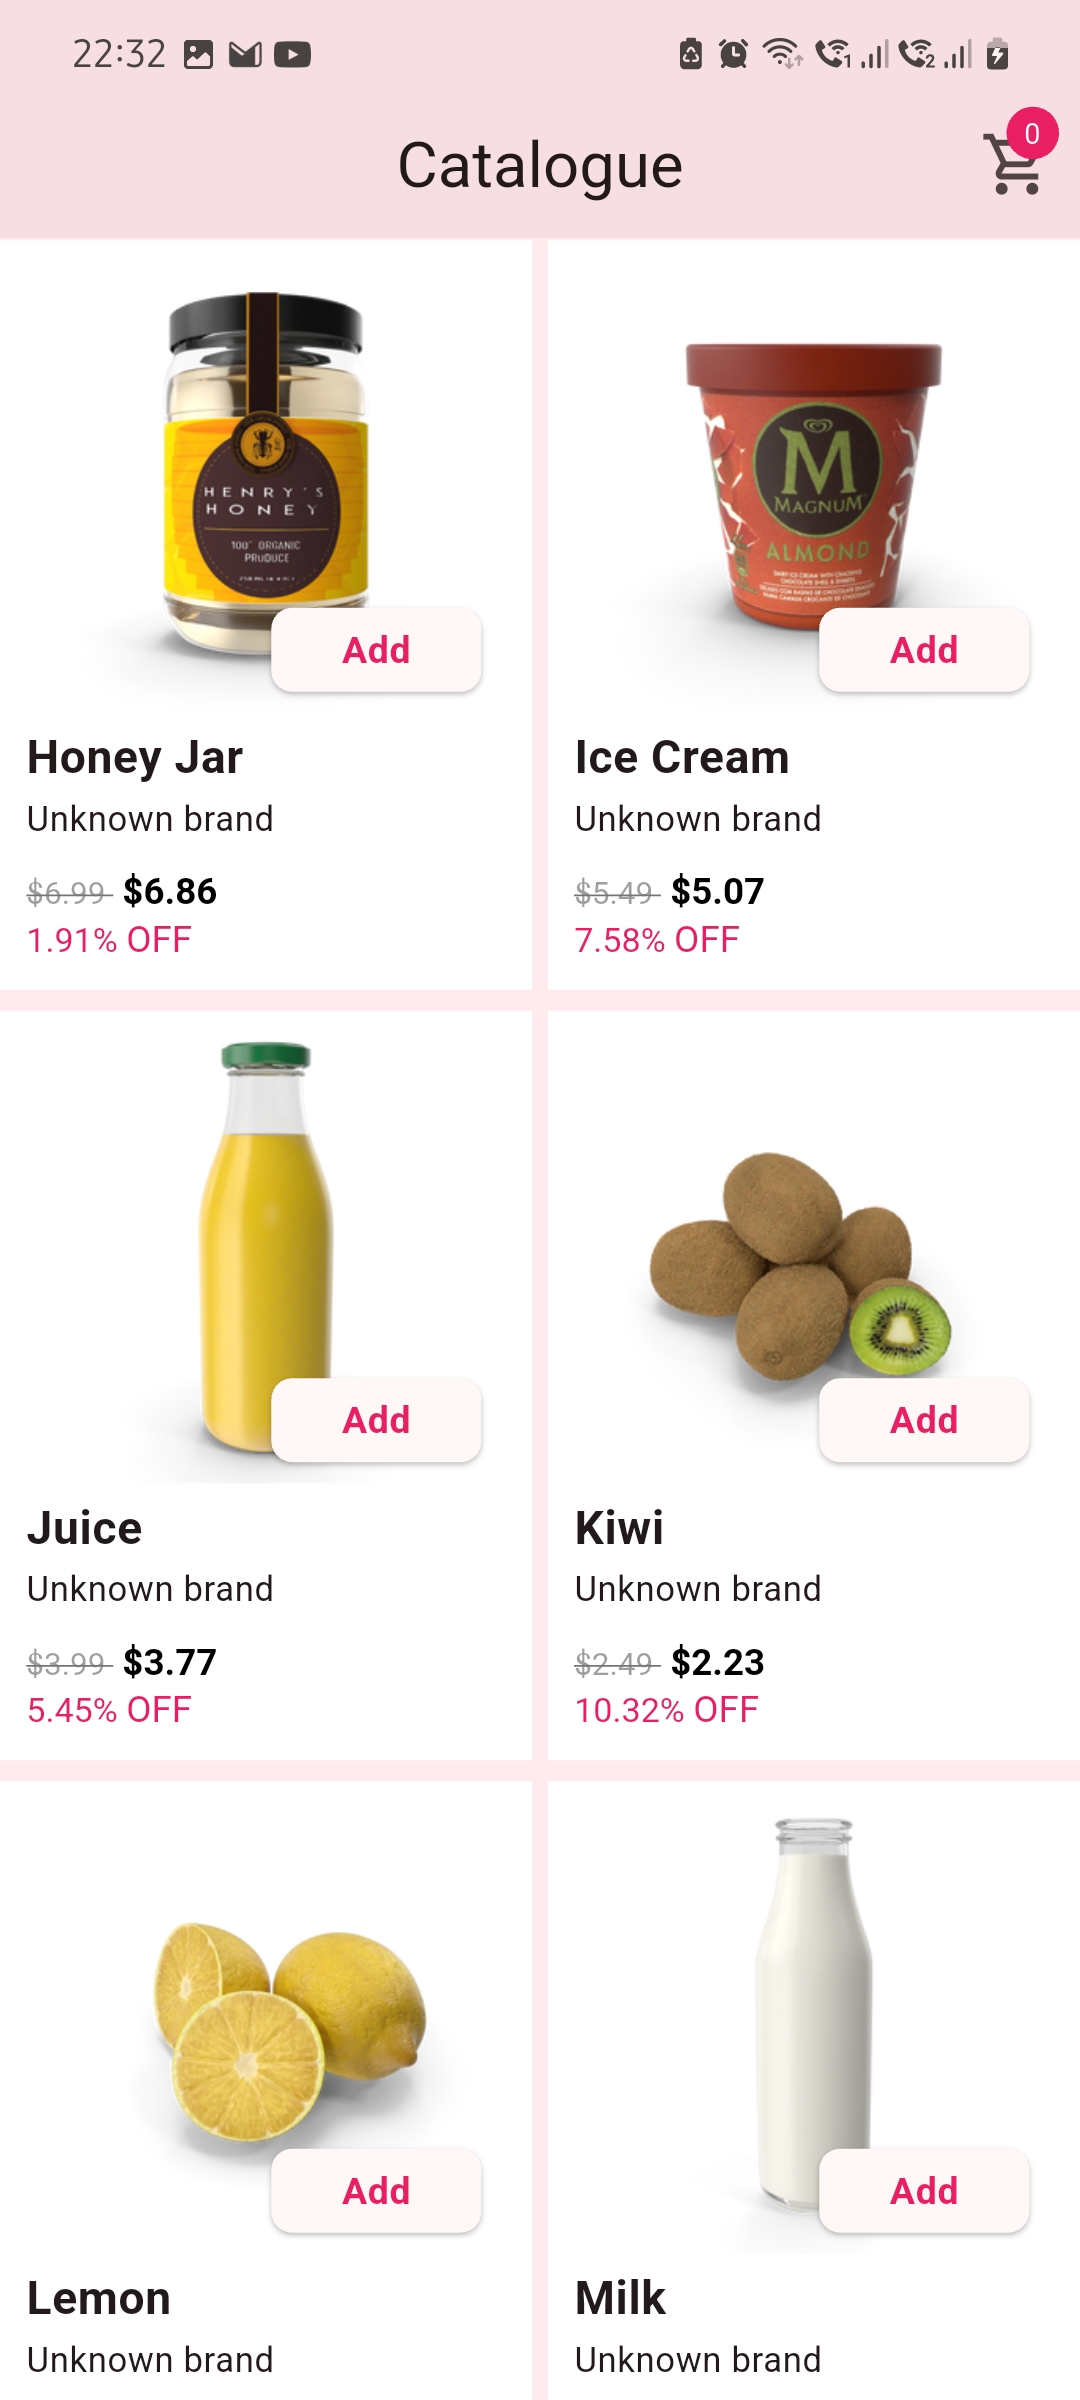 22:32
1
2
Catalogue
0
HENRY'S
HONEY
100% ORGANIC
PRODUCE
Add
M
MAGNUM
ALMOND
Add
Honey Jar
Unknown brand
$6.99 $6.86
1.91% OFF
Ice Cream
Unknown brand
$5.49 $5.07
7.58% OFF
Add
Add
Juice
Unknown brand
$3.99 $3.77
5.45% OFF
Kiwi
Unknown brand
$2.49 $2.23
10.32% OFF
Add
Add
Lemon
Unknown brand
Milk
Unknown brand